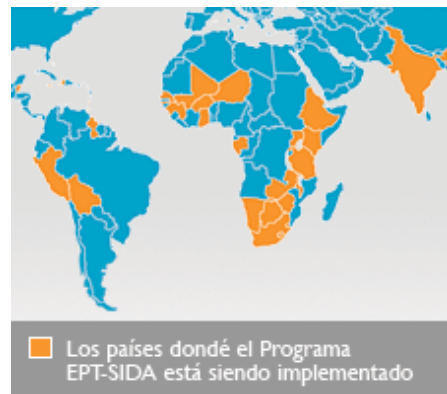 Los países dondé el Programa
EPT-SIDA está siendo implementado